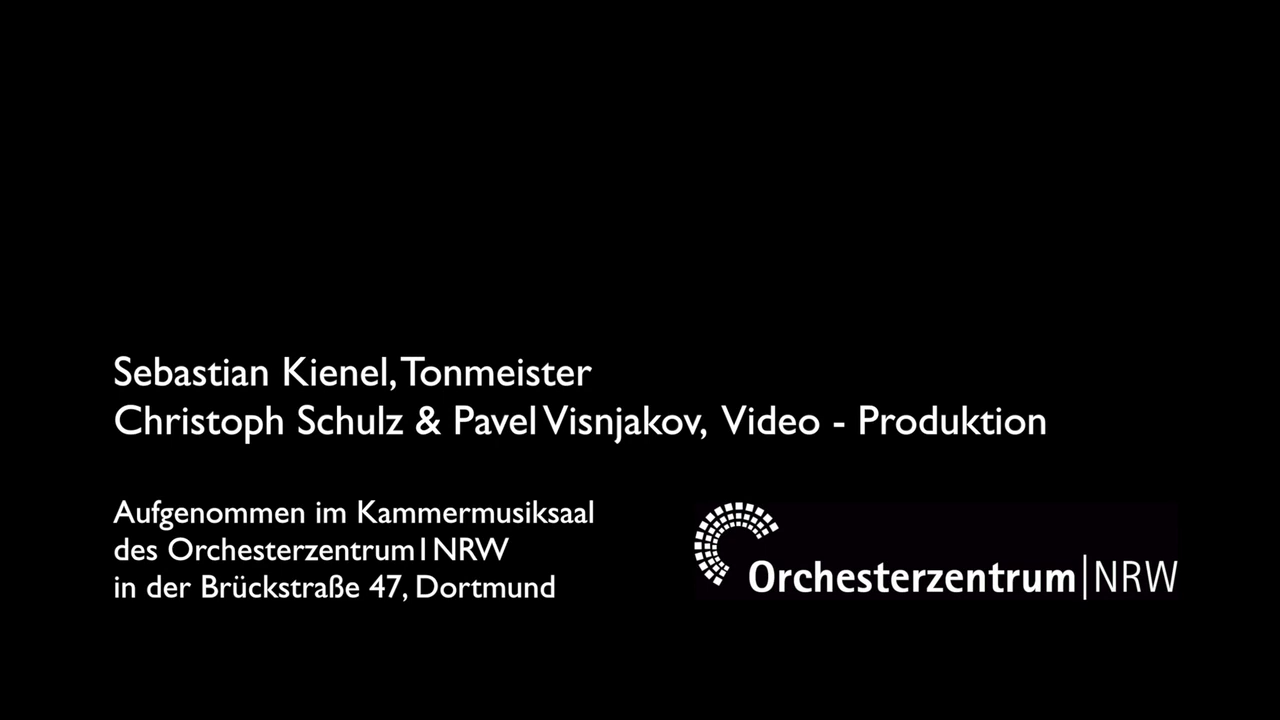 Sebastian Kienel, Tonmeister
Christoph Schulz & Pavel Visnjakov, Video - Produktion
Aufgenommen im Kammermusiksaal
des Orchesterzentrum|NRW
in der Brückstraße 47, Dortmund
Orchesterzentrum|NRW